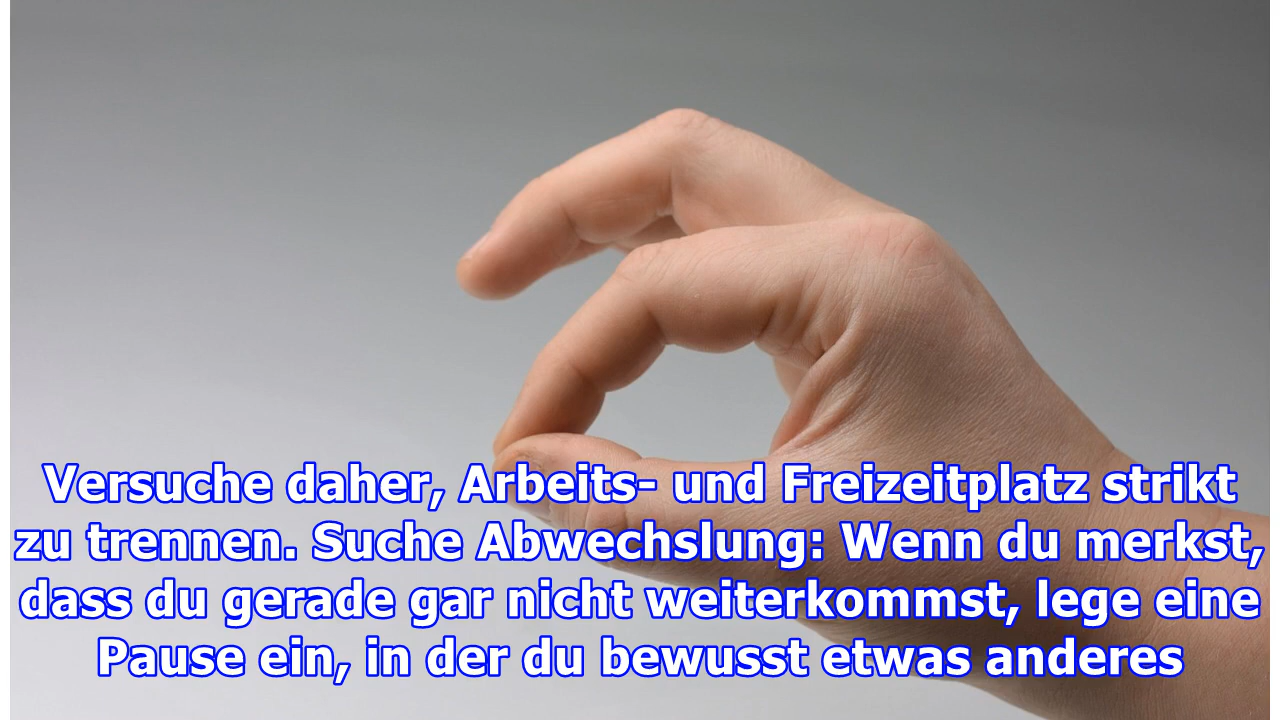 Versuche daher, Arbeits- und Freizeitplatz strikt
zu trennen. Suche Abwechslung: Wenn du merkst,
dass du gerade gar nicht weiterkommst, lege eine
Pause ein, in der du bewusst etwas anderes